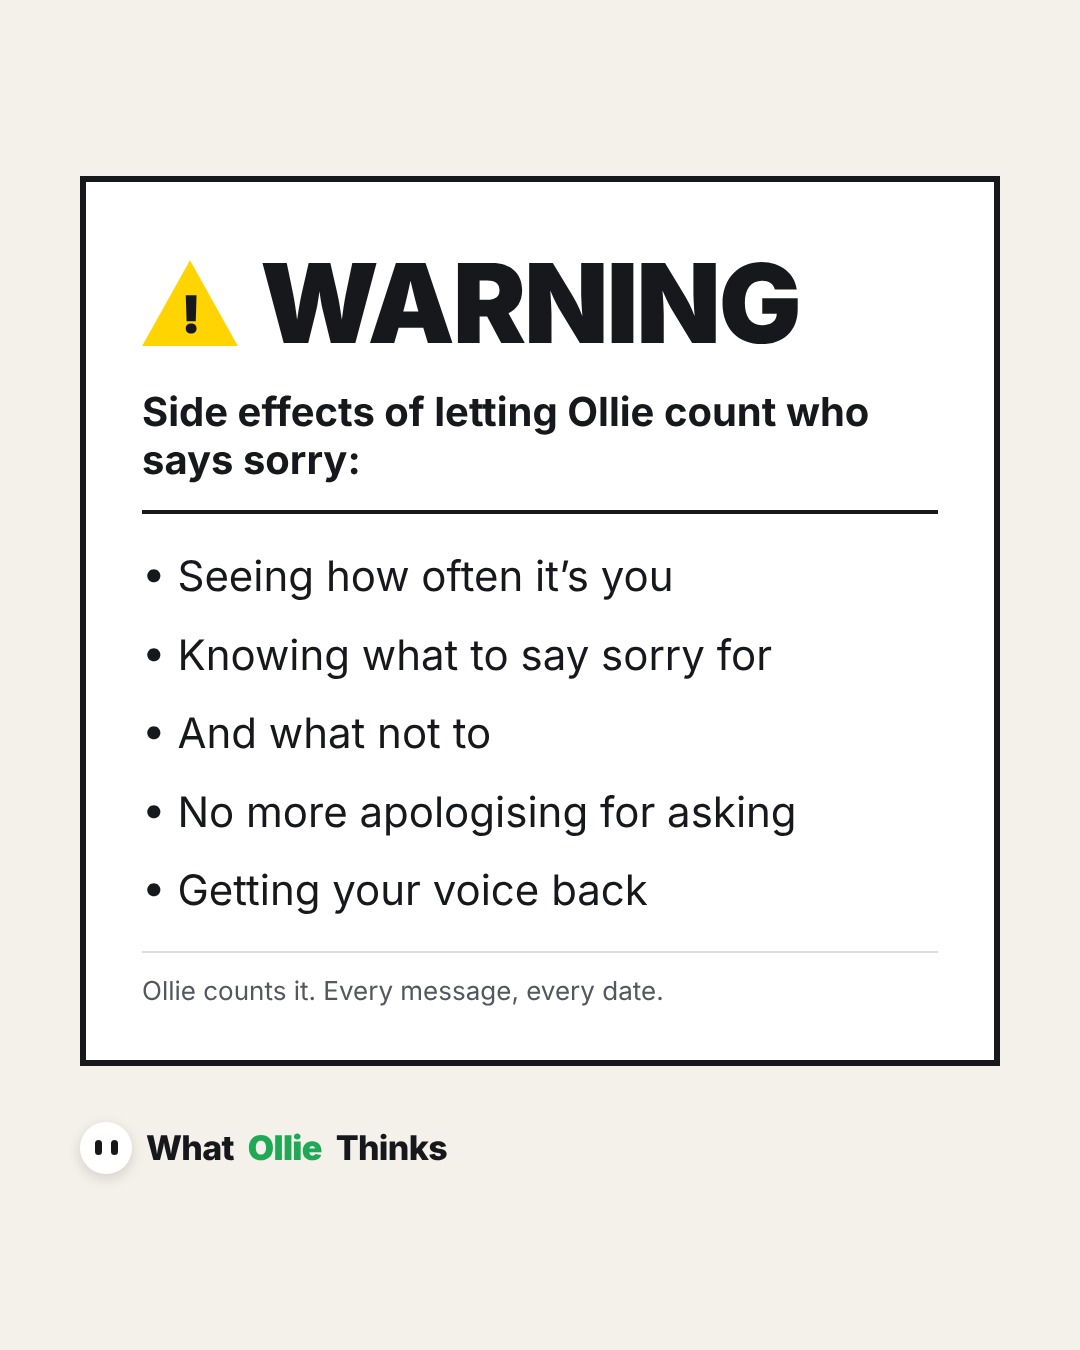 ! WARNING
Side effects of letting Ollie count who
says sorry:
• Seeing how often it’s you
• Knowing what to say sorry for
• And what not to
• No more apologising for asking
• Getting your voice back
Ollie counts it. Every message, every date.
What Ollie Thinks